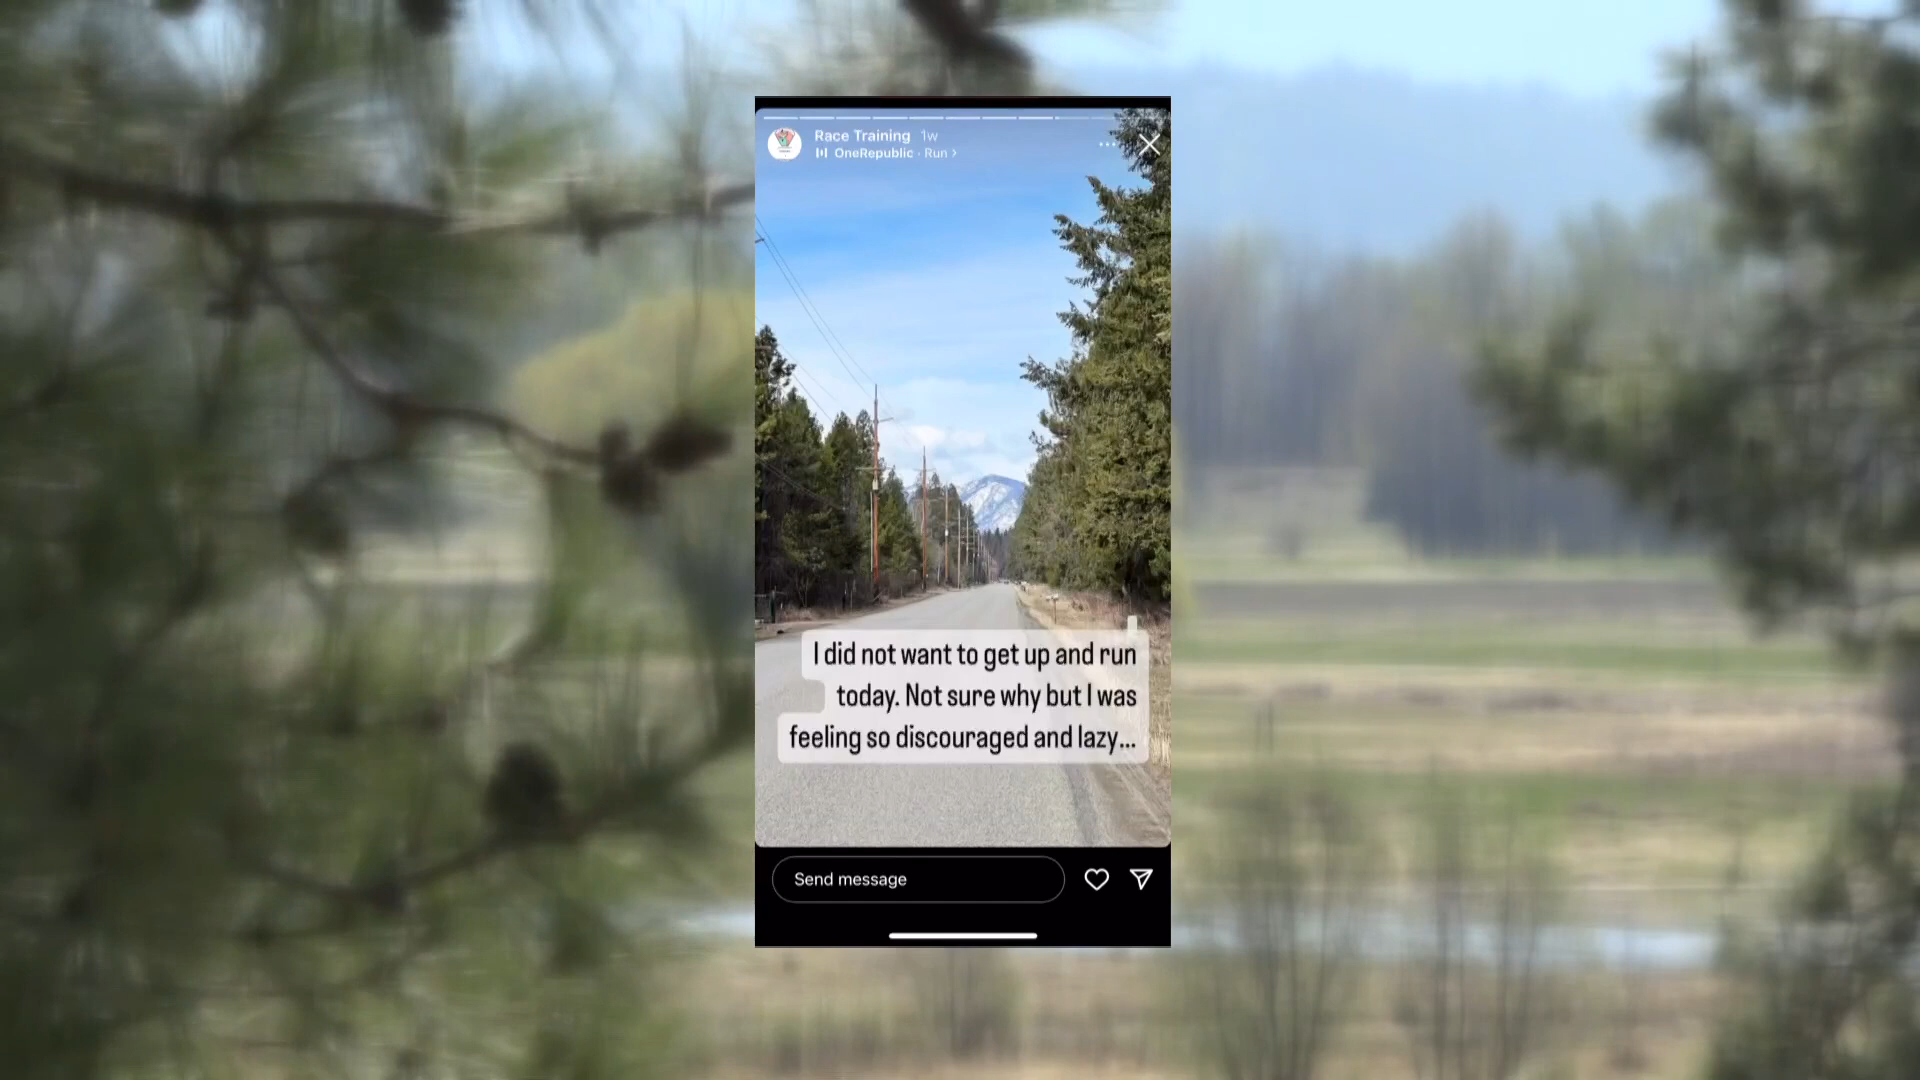 Race Training 1w
OneRepublic · Run >
I did not want to get up and run
today. Not sure why but I was
feeling so discouraged and lazy...
Send message